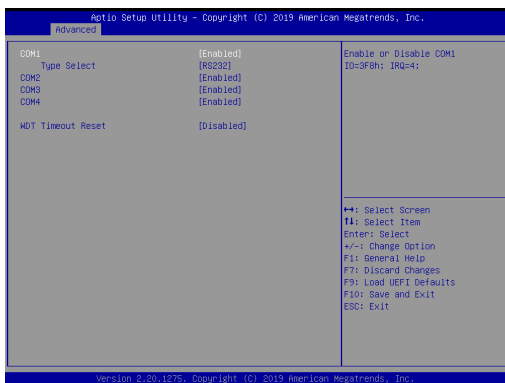 Aptio Setup Utility – Copyright (C) 2019 American Megatrends, Inc.
Advanced
COM1 [Enabled]
Type Select [RS232]
COM2 [Enabled]
COM3 [Enabled]
COM4 [Enabled]
WDT Timeout Reset [Disabled]
Enable or Disable COM1
IO=3F8h; IRQ=4;
↔: Select Screen
↑↓: Select Item
Enter: Select
+/-: Change Option
F1: General Help
F7: Discard Changes
F9: Load UEFI Defaults
F10: Save and Exit
ESC: Exit
Version 2.20.1275. Copyright (C) 2019 American Megatrends, Inc.